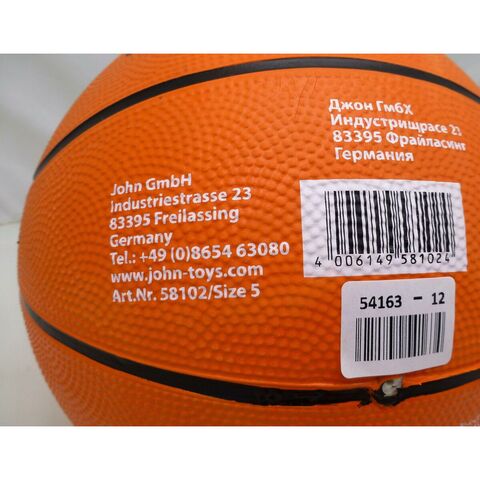 John GmbH
Industriestrasse 23
83395 Freilassing
Germany
Tel.: +49 (0)8654 63080
www.john-toys.com
Art.Nr. 58102/Size 5
Джон ГмбХ
Индустрищрасе 23
83395 Фрайласинг
Германия
4 006149 581024
54163 - 12